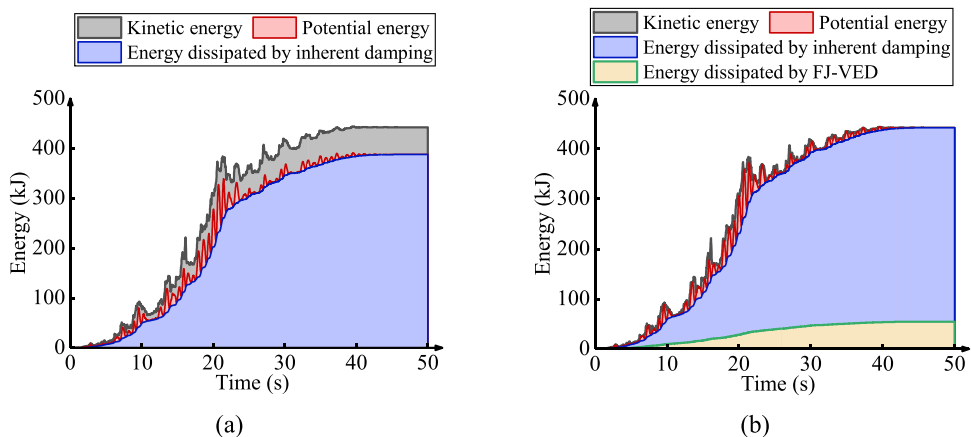 Kinetic energy Potential energy
Energy dissipated by inherent damping
500
400
300
200
100
0
Energy (kJ)
0 10 20 30 40 50
Time (s)
(a)
Kinetic energy Potential energy
Energy dissipated by inherent damping
Energy dissipated by FJ-VED
500
400
300
200
100
0
Energy (kJ)
0 10 20 30 40 50
Time (s)
(b)